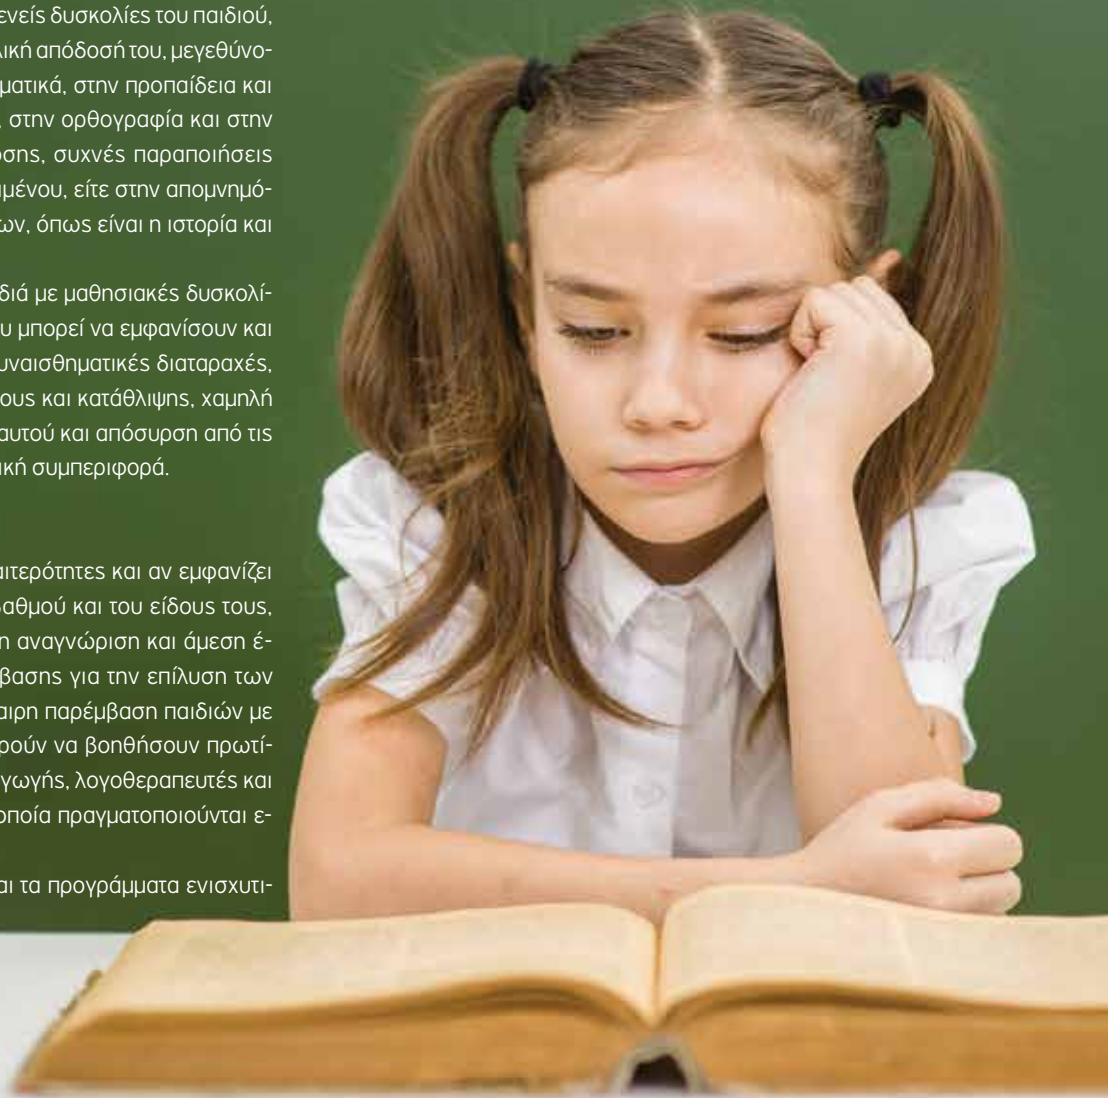 ενείς δυσκολίες του παιδιού,
λική απόδοσή του, μεγεθύνο-
ματικά, στην προπαίδεια και
, στην ορθογραφία και στην
σης, συχνές παραποιήσεις
μένου, είτε στην απομνημό-
ων, όπως είναι η ιστορία και
διά με μαθησιακές δυσκολί-
υ μπορεί να εμφανίσουν και
υναισθηματικές διαταραχές,
ους και κατάθλιψης, χαμηλή
αυτού και απόσυρση από τις
ική συμπεριφορά.
αιτερότητες και αν εμφανίζει
βαθμού και του είδους τους,
η αναγνώριση και άμεση έ-
βασης για την επίλυση των
αιρη παρέμβαση παιδιών με
ρούν να βοηθήσουν πρωτί-
γωγής, λογοθεραπευτές και
οποία πραγματοποιούνται ε-
αι τα προγράμματα ενισχυτι-